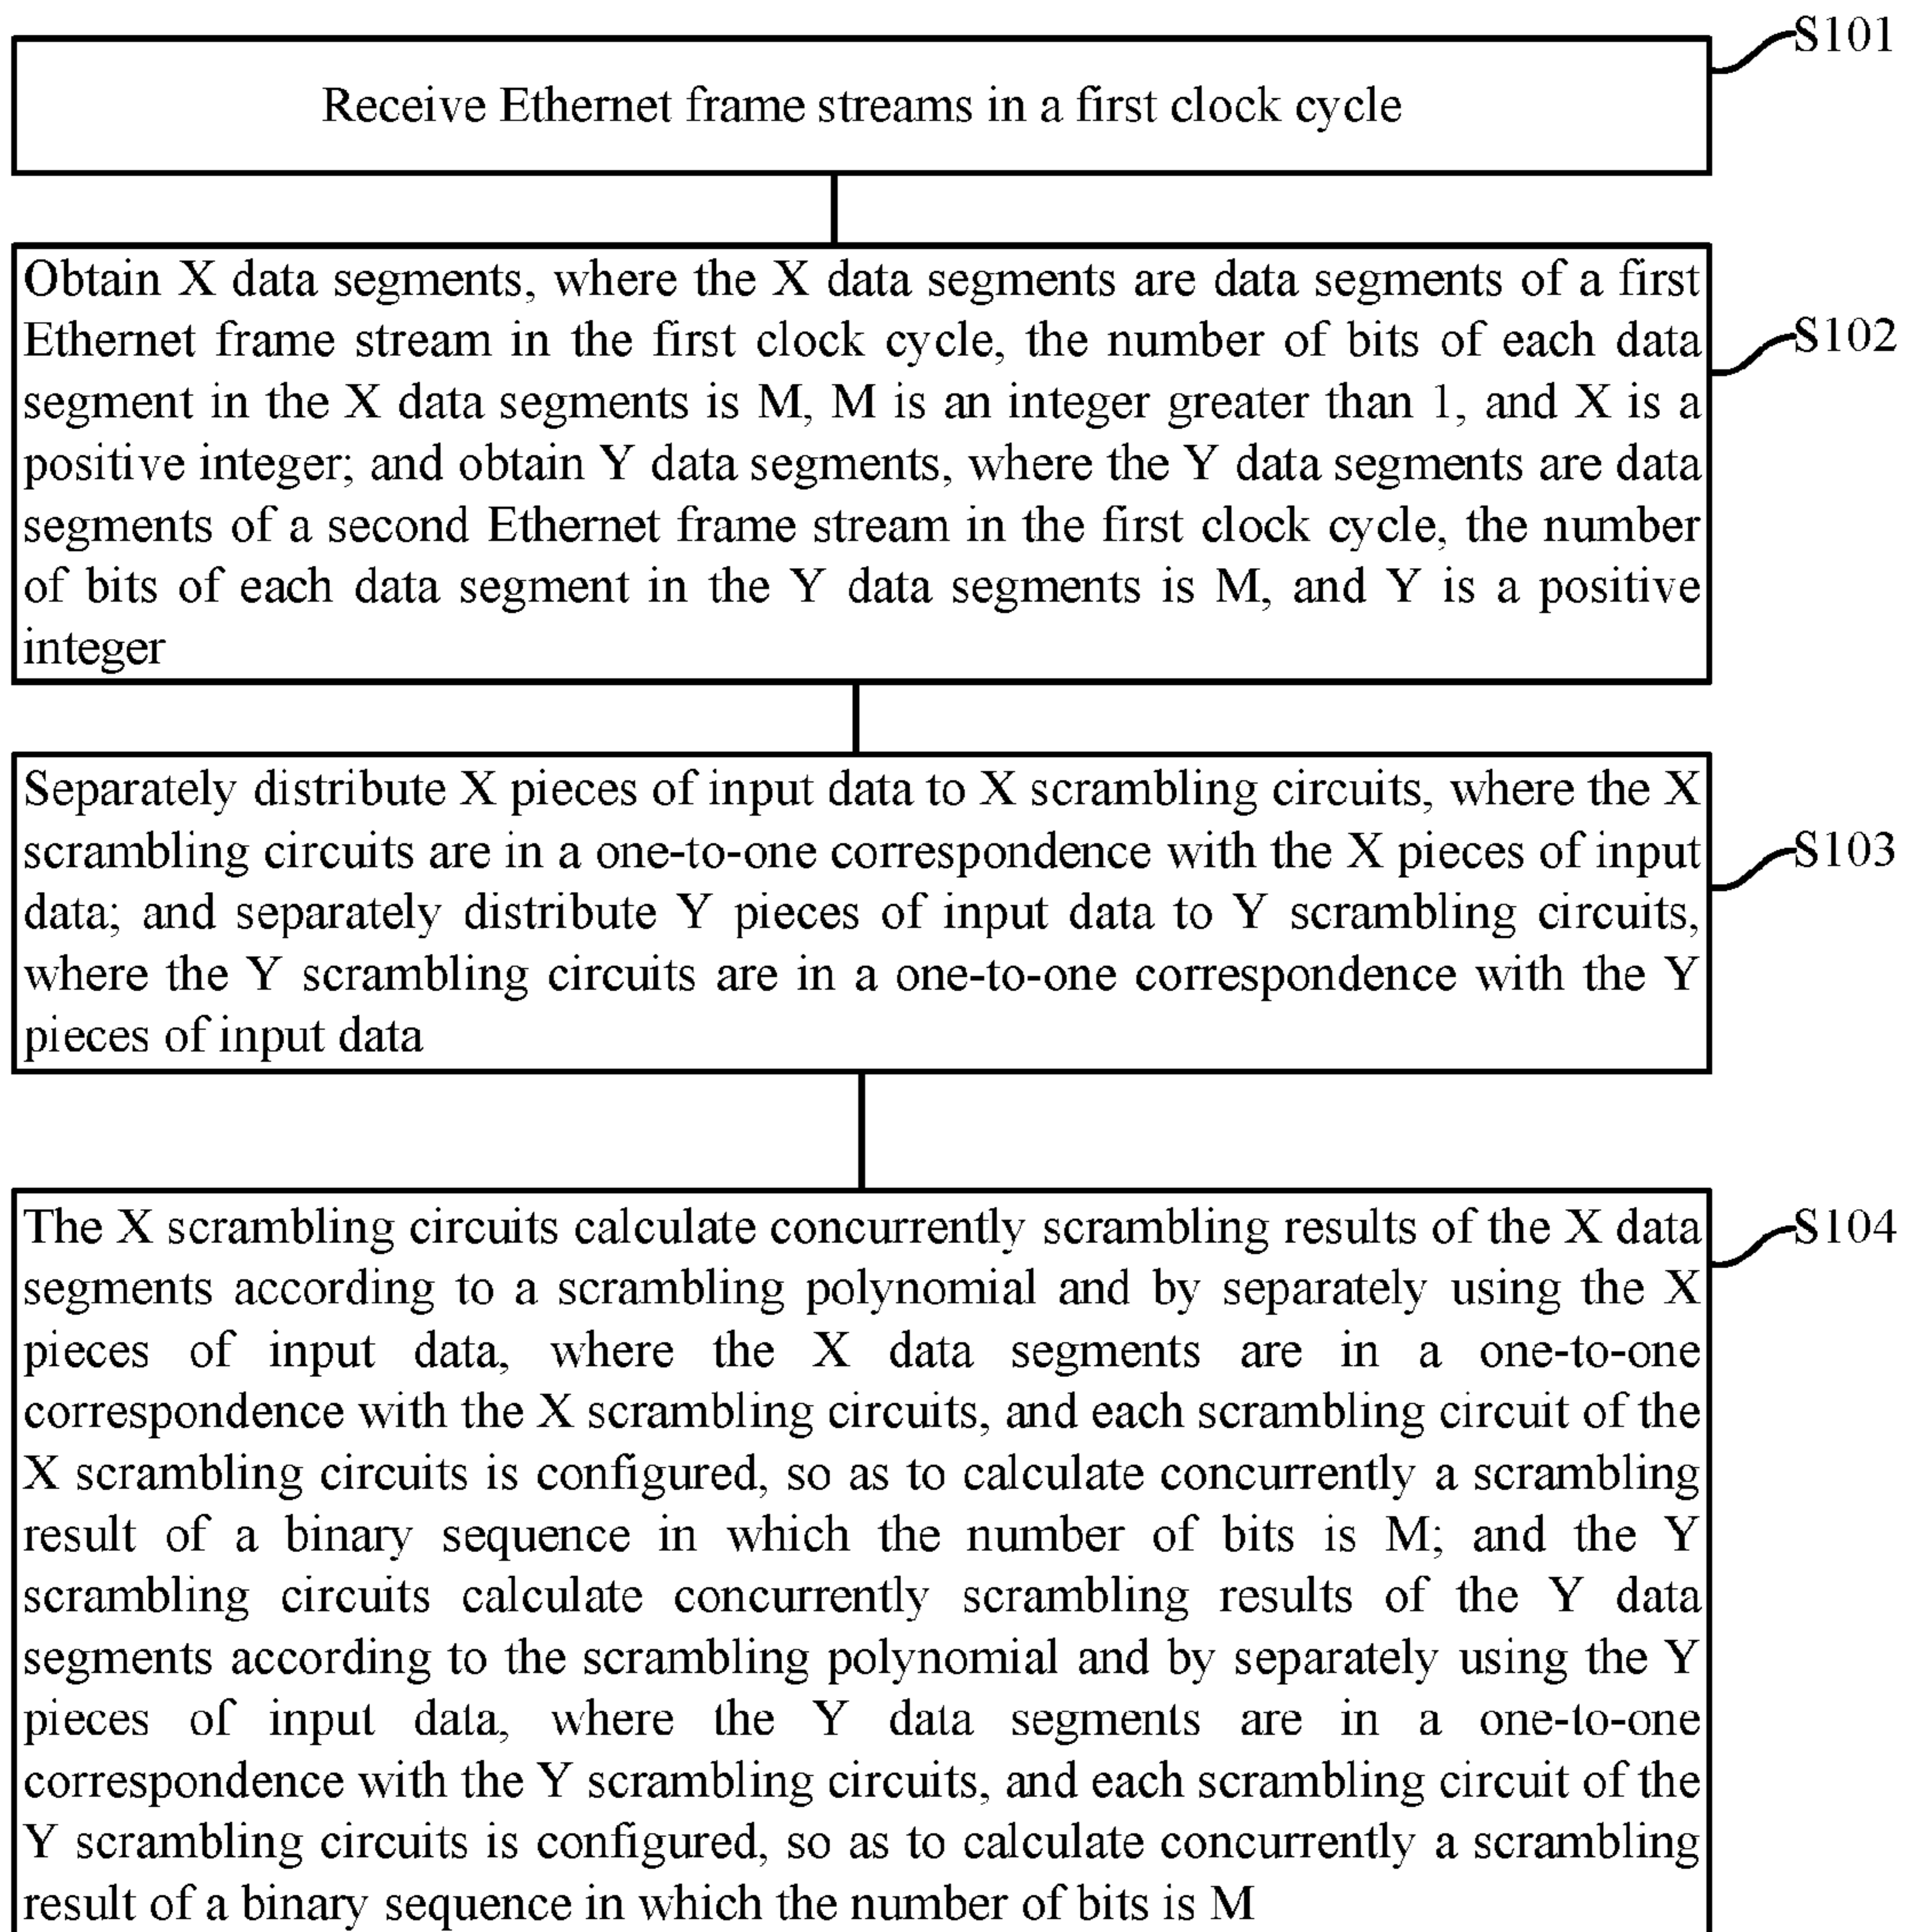 S101
Receive Ethernet frame streams in a first clock cycle
Obtain X data segments, where the X data segments are data segments of a first
Ethernet frame stream in the first clock cycle, the number of bits of each data
segment in the X data segments is M, M is an integer greater than 1, and X is a
positive integer; and obtain Y data segments, where the Y data segments are data
segments of a second Ethernet frame stream in the first clock cycle, the number
of bits of each data segment in the Y data segments is M, and Y is a positive
integer
S102
Separately distribute X pieces of input data to X scrambling circuits, where the X
scrambling circuits are in a one-to-one correspondence with the X pieces of input
data; and separately distribute Y pieces of input data to Y scrambling circuits,
where the Y scrambling circuits are in a one-to-one correspondence with the Y
pieces of input data
S103
The X scrambling circuits calculate concurrently scrambling results of the X data
segments according to a scrambling polynomial and by separately using the X
pieces of input data, where the X data segments are in a one-to-one
correspondence with the X scrambling circuits, and each scrambling circuit of the
X scrambling circuits is configured, so as to calculate concurrently a scrambling
result of a binary sequence in which the number of bits is M; and the Y
scrambling circuits calculate concurrently scrambling results of the Y data
segments according to the scrambling polynomial and by separately using the Y
pieces of input data, where the Y data segments are in a one-to-one
correspondence with the Y scrambling circuits, and each scrambling circuit of the
Y scrambling circuits is configured, so as to calculate concurrently a scrambling
result of a binary sequence in which the number of bits is M
S104